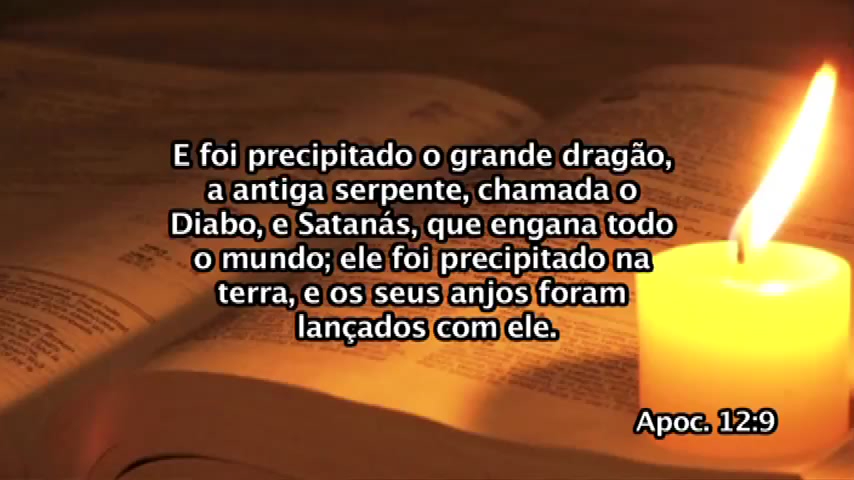 E foi precipitado o grande dragão,
a antiga serpente, chamada o
Diabo, e Satanás, que engana todo
o mundo; ele foi precipitado na
terra, e os seus anjos foram
lançados com ele.
Apoc. 12:9